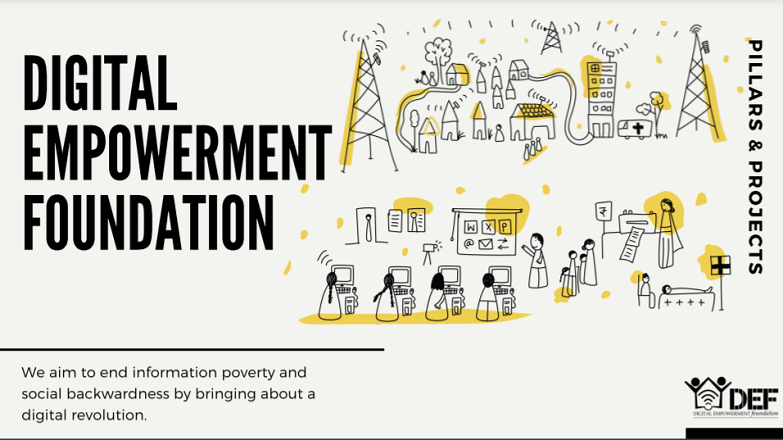 DIGITAL
EMPOWERMENT
FOUNDATION
PILLARS & PROJECTS
W X P
@
₹
We aim to end information poverty and
social backwardness by bringing about a
digital revolution.
DEF
DIGITAL EMPOWERMENT foundation